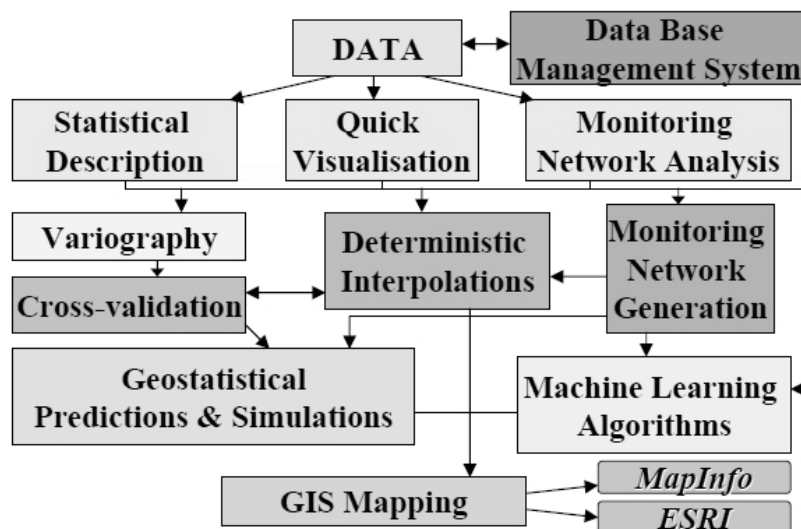 DATA
Data Base
Management System
Statistical
Description
Quick
Visualisation
Monitoring
Network Analysis
Variography
Deterministic
Interpolations
Monitoring
Network
Generation
Cross-validation
Geostatistical
Predictions & Simulations
Machine Learning
Algorithms
GIS Mapping
MapInfo
ESRI